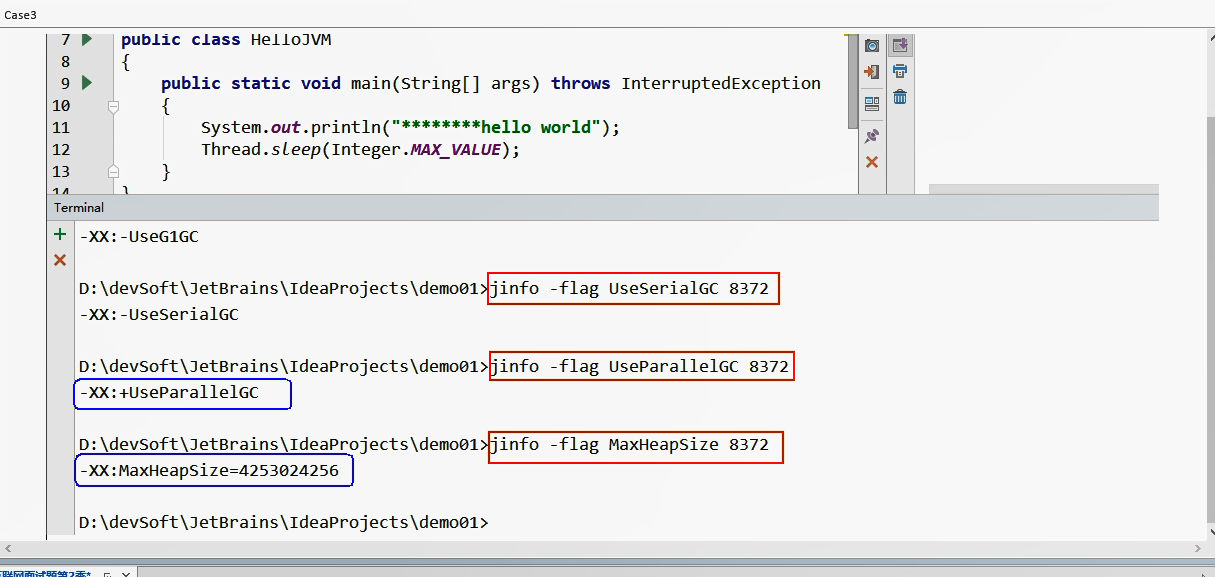 Case3
7 public class HelloJVM
8 {
9 public static void main(String[] args) throws InterruptedException
10 {
11 System.out.println("********hello world");
12 Thread.sleep(Integer.MAX_VALUE);
13 }
14 }
Terminal
-XX:-UseG1GC
D:\devSoft\JetBrains\IdeaProjects\demo01>jinfo -flag UseSerialGC 8372
-XX:-UseSerialGC
D:\devSoft\JetBrains\IdeaProjects\demo01>jinfo -flag UseParallelGC 8372
-XX:+UseParallelGC
D:\devSoft\JetBrains\IdeaProjects\demo01>jinfo -flag MaxHeapSize 8372
-XX:MaxHeapSize=4253024256
D:\devSoft\JetBrains\IdeaProjects\demo01>